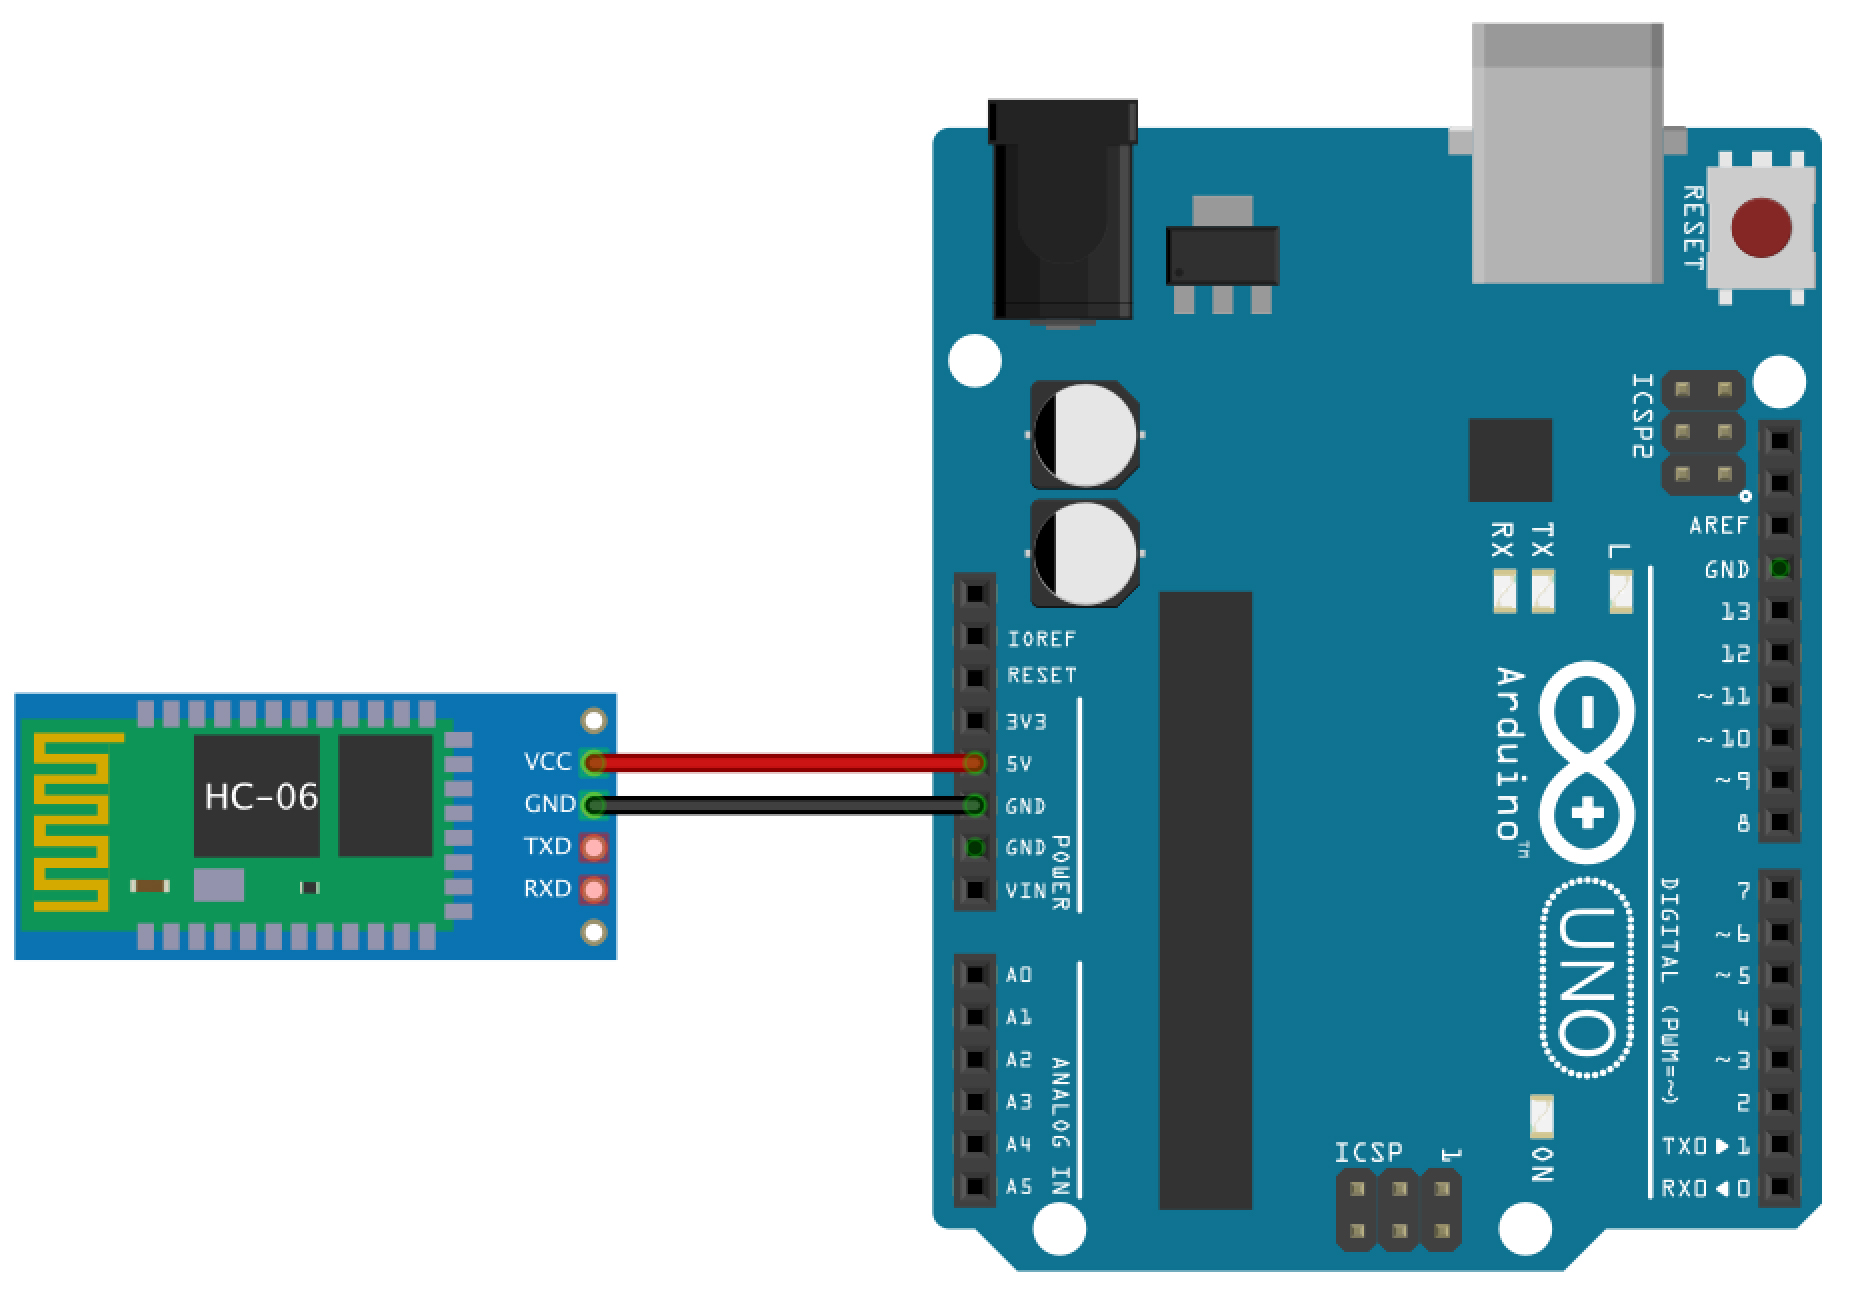 RESET
ICSP2
AREF
GND
RX
TX
L
13
12
~11
~10
~9
8
IOREF
RESET
3V3
5V
GND
GND
VIN
POWER
Arduino™
HC-06
VCC
GND
TXD
RXD
UNO
DIGITAL (PWM=~)
7
~6
~5
4
~3
2
TX0▶1
RX0◀0
A0
A1
A2
A3
A4
A5
ANALOG IN
ICSP
1
ON